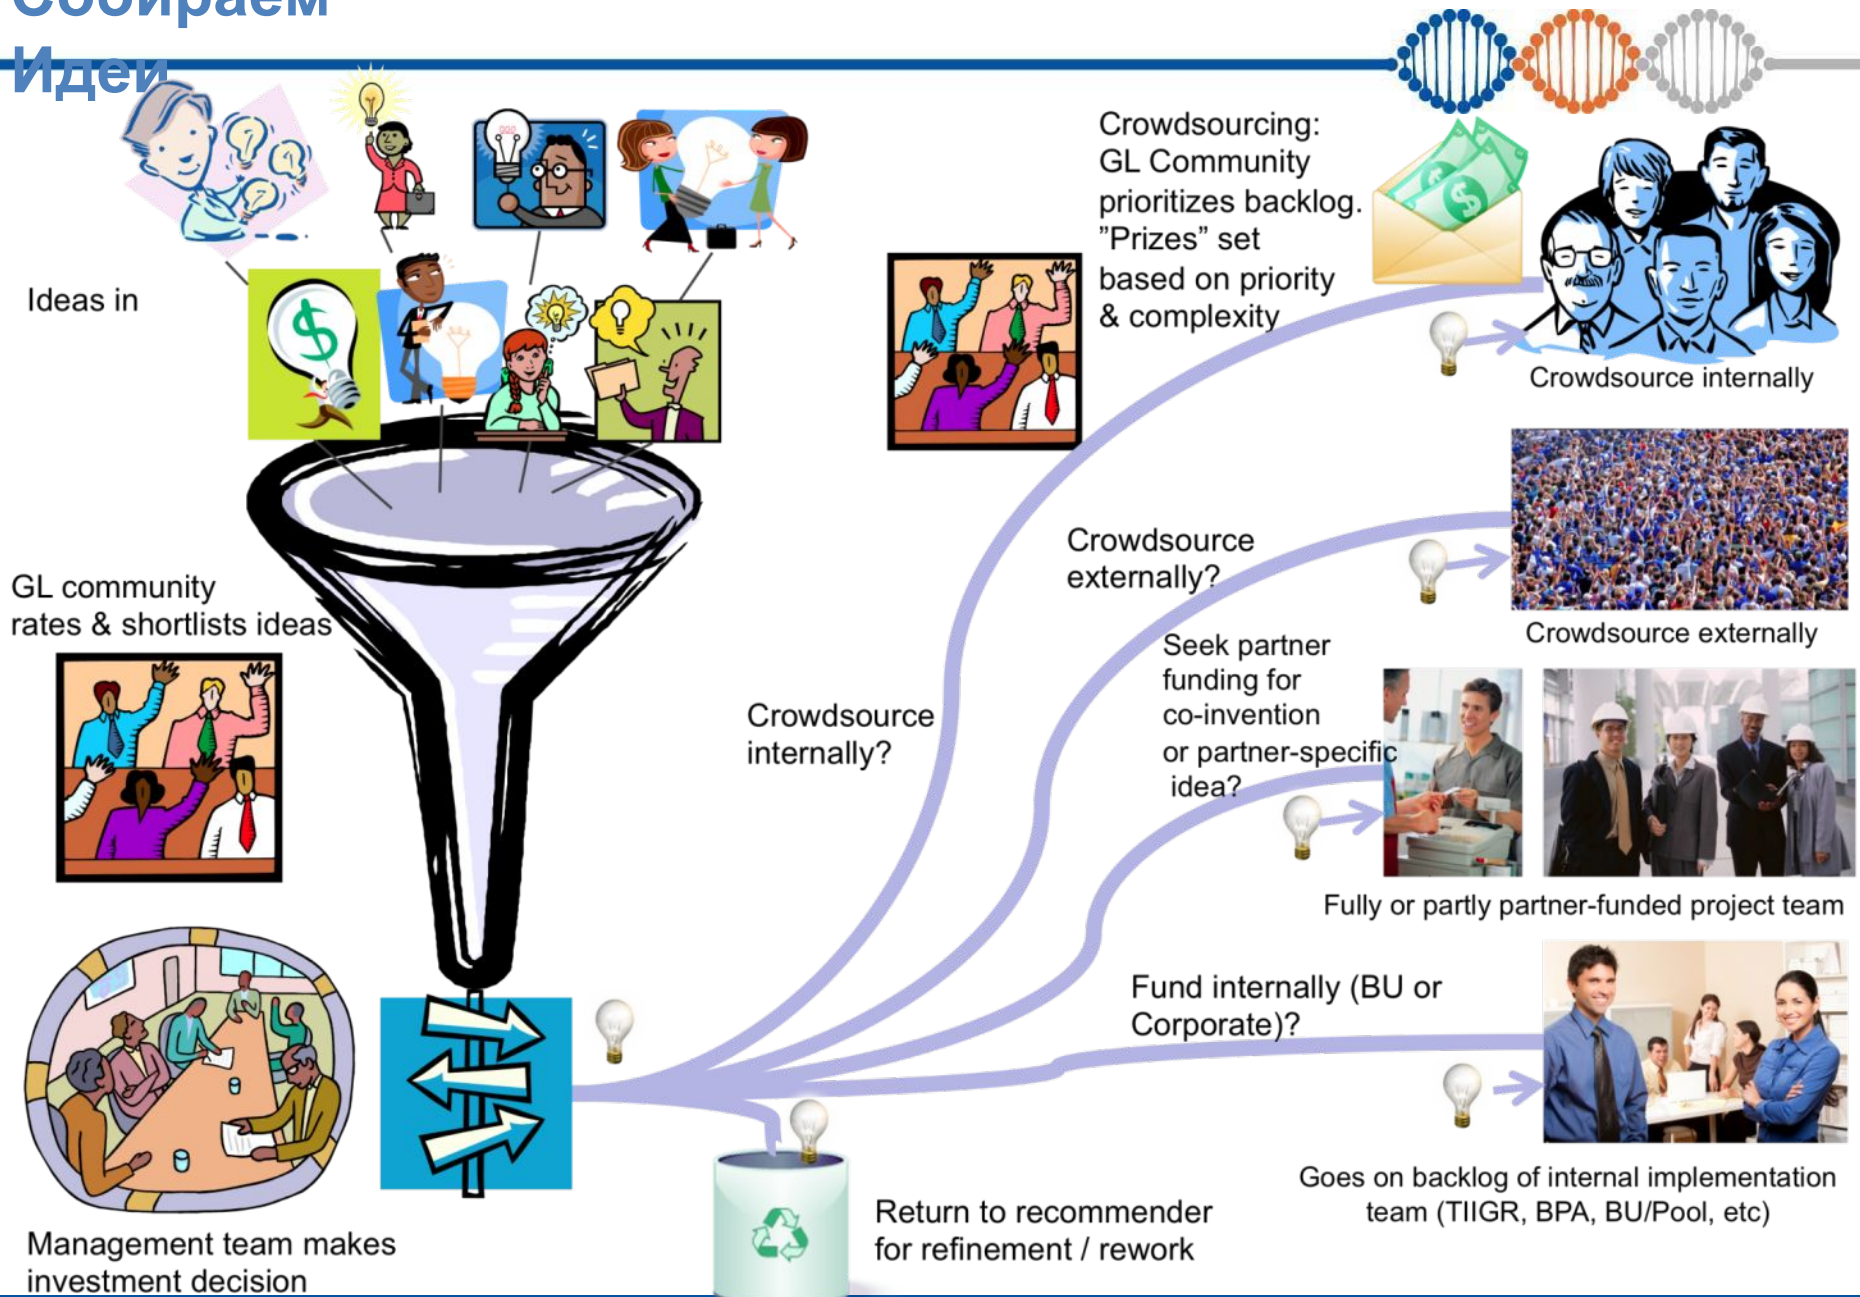 Собираем
Идеи
Ideas in
Crowdsourcing:
GL Community
prioritizes backlog.
”Prizes” set
based on priority
& complexity
Crowdsource internally
Crowdsource
externally?
Crowdsource externally
GL community
rates & shortlists ideas
Seek partner
funding for
co-invention
or partner-specific
idea?
Crowdsource
internally?
Fully or partly partner-funded project team
Fund internally (BU or
Corporate)?
Goes on backlog of internal implementation
team (TIIGR, BPA, BU/Pool, etc)
Return to recommender
for refinement / rework
Management team makes
investment decision